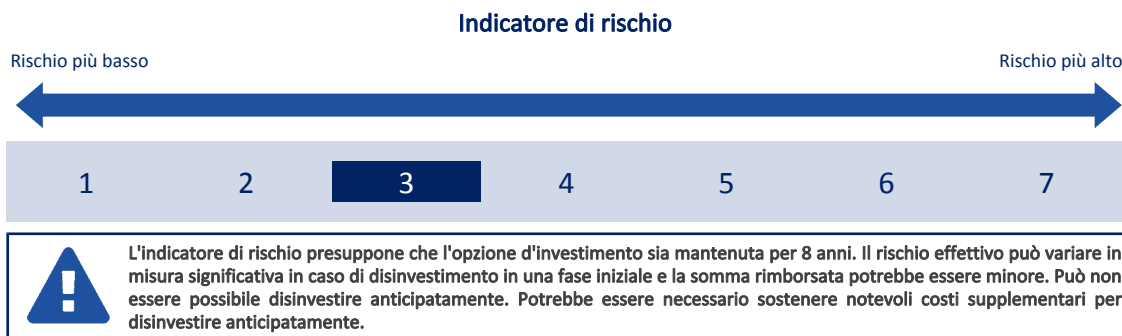 Indicatore di rischio
Rischio più basso
Rischio più alto
1 2 3 4 5 6 7
L'indicatore di rischio presuppone che l'opzione d'investimento sia mantenuta per 8 anni. Il rischio effettivo può variare in
misura significativa in caso di disinvestimento in una fase iniziale e la somma rimborsata potrebbe essere minore. Può non
essere possibile disinvestire anticipatamente. Potrebbe essere necessario sostenere notevoli costi supplementari per
disinvestire anticipatamente.